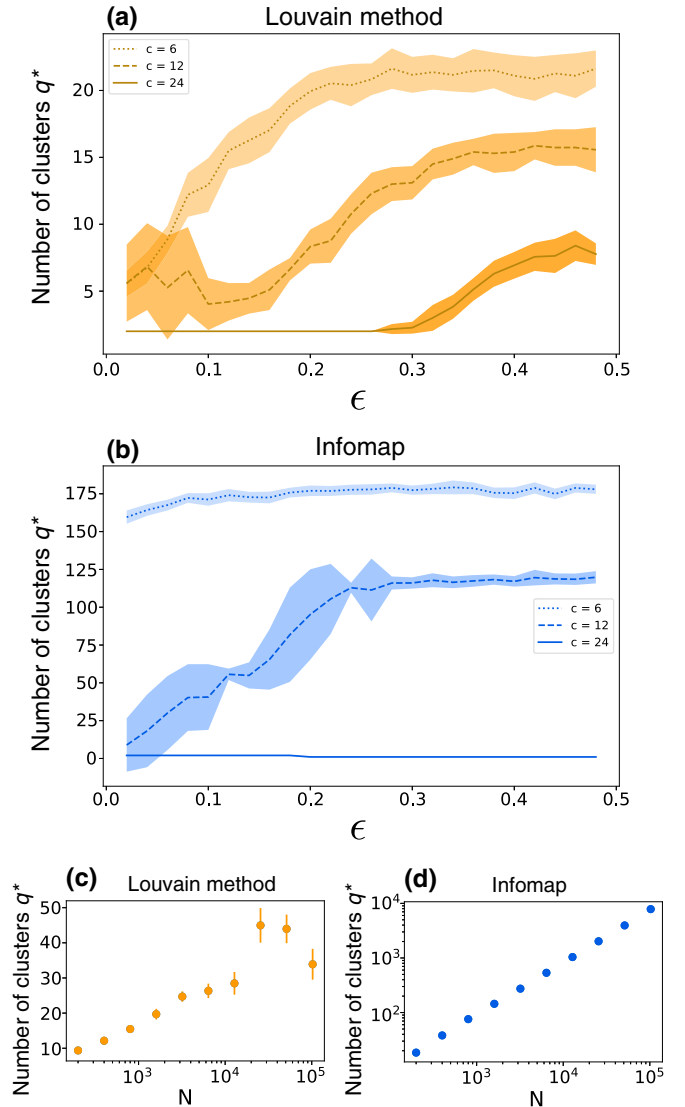 (a) Louvain method
Number of clusters q*
20
15
10
5
c = 6
c = 12
c = 24
0.0 0.1 0.2 0.3 0.4 0.5
ϵ
(b) Infomap
Number of clusters q*
175
150
125
100
75
50
25
0
c = 6
c = 12
c = 24
0.0 0.1 0.2 0.3 0.4 0.5
ϵ
(c) Louvain method
Number of clusters q*
50
40
30
20
10
10³ 10⁴ 10⁵
N
(d) Infomap
Number of clusters q*
10⁴
10³
10²
10³ 10⁴ 10⁵
N